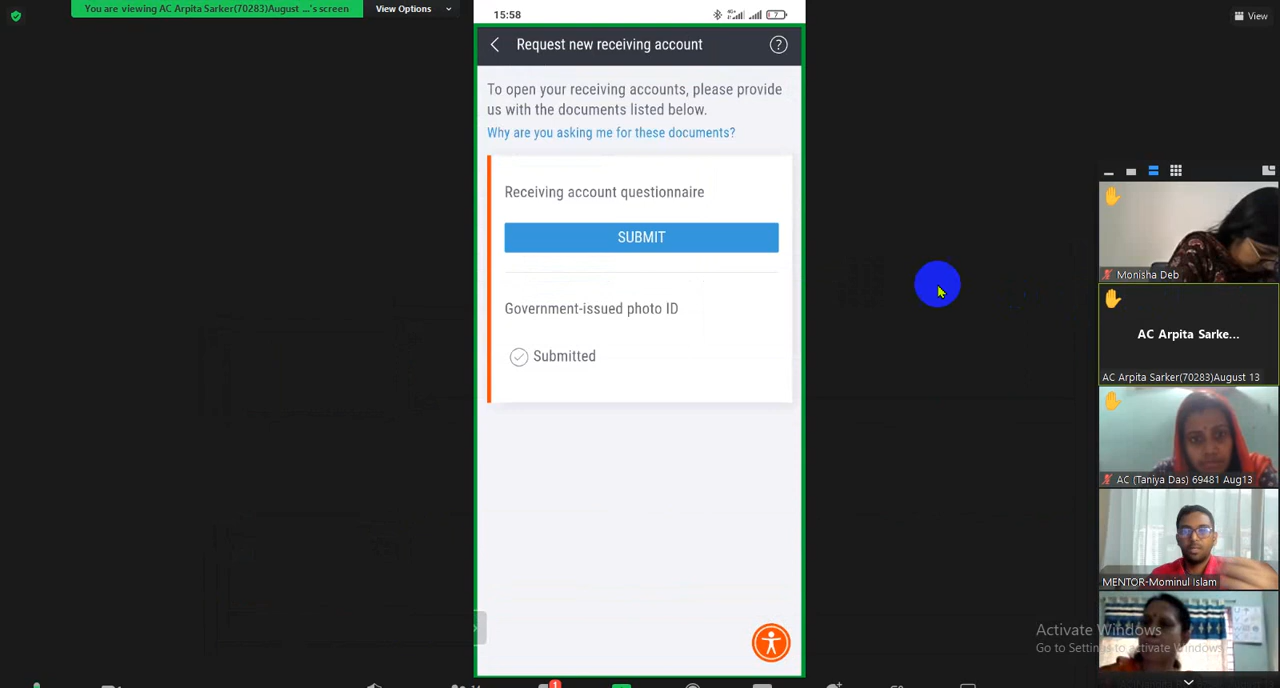 You are viewing AC Arpita Sarker(70283)August ...'s screen
View Options
View
15:58
7
Request new receiving account
?
To open your receiving accounts, please provide
us with the documents listed below.
Why are you asking me for these documents?
Receiving account questionnaire
SUBMIT
Government-issued photo ID
Submitted
Monisha Deb
AC Arpita Sarke...
AC Arpita Sarker(70283)August 13
AC (Taniya Das) 69481 Aug13
MENTOR-Mominul Islam
Activate Windows
Go to Settings to activate Windows.
1